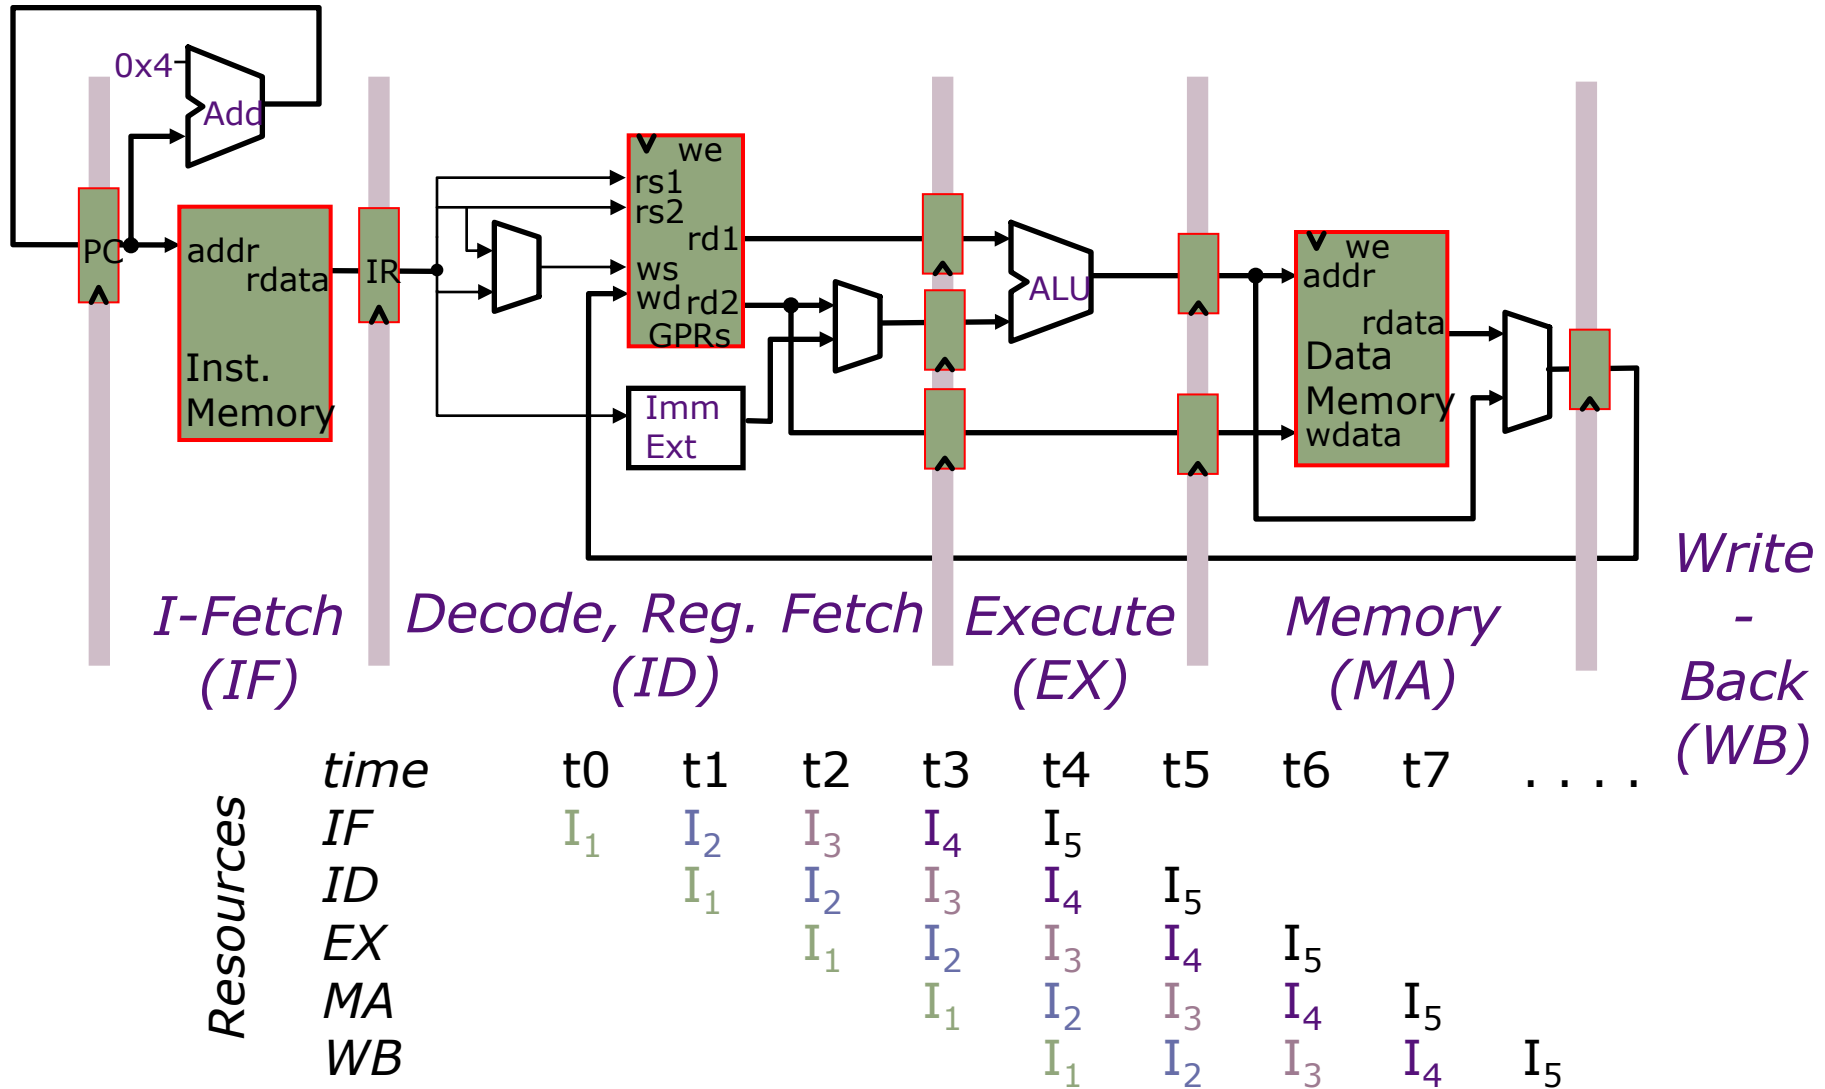 0x4
Add
PC
addr
rdata
Inst.
Memory
IR
we
rs1
rs2
rd1
ws
wd
rd2
GPRs
Imm
Ext
ALU
we
addr
rdata
Data
Memory
wdata
I-Fetch
(IF)
Decode, Reg. Fetch
(ID)
Execute
(EX)
Memory
(MA)
Write
-
Back
(WB)
Resources
time t0 t1 t2 t3 t4 t5 t6 t7 . . . .
IF I1 I2 I3 I4 I5
ID I1 I2 I3 I4 I5
EX I1 I2 I3 I4 I5
MA I1 I2 I3 I4 I5
WB I1 I2 I3 I4 I5